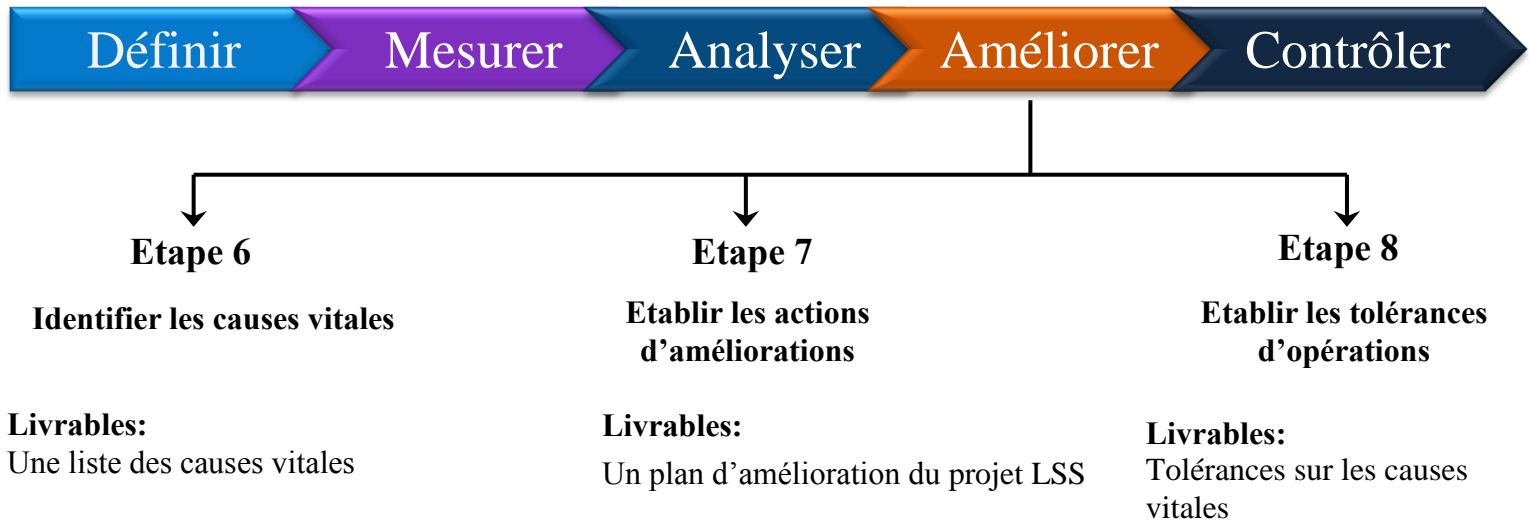 Définir
Mesurer
Analyser
Améliorer
Contrôler
Etape 6
Identifier les causes vitales
Livrables:
Une liste des causes vitales
Etape 7
Etablir les actions
d’améliorations
Livrables:
Un plan d’amélioration du projet LSS
Etape 8
Etablir les tolérances
d’opérations
Livrables:
Tolérances sur les causes
vitales